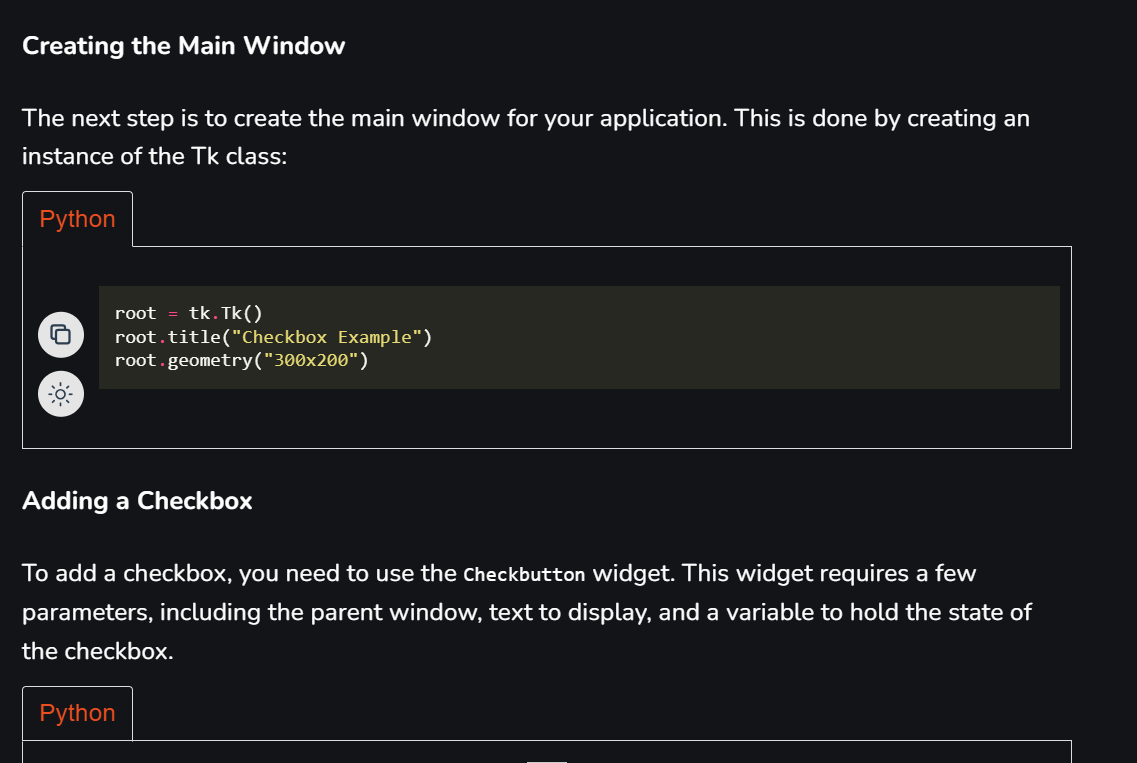 Creating the Main Window
The next step is to create the main window for your application. This is done by creating an
instance of the Tk class:
Python
root = tk.Tk()
root.title("Checkbox Example")
root.geometry("300x200")
Adding a Checkbox
To add a checkbox, you need to use the Checkbutton widget. This widget requires a few
parameters, including the parent window, text to display, and a variable to hold the state of
the checkbox.
Python